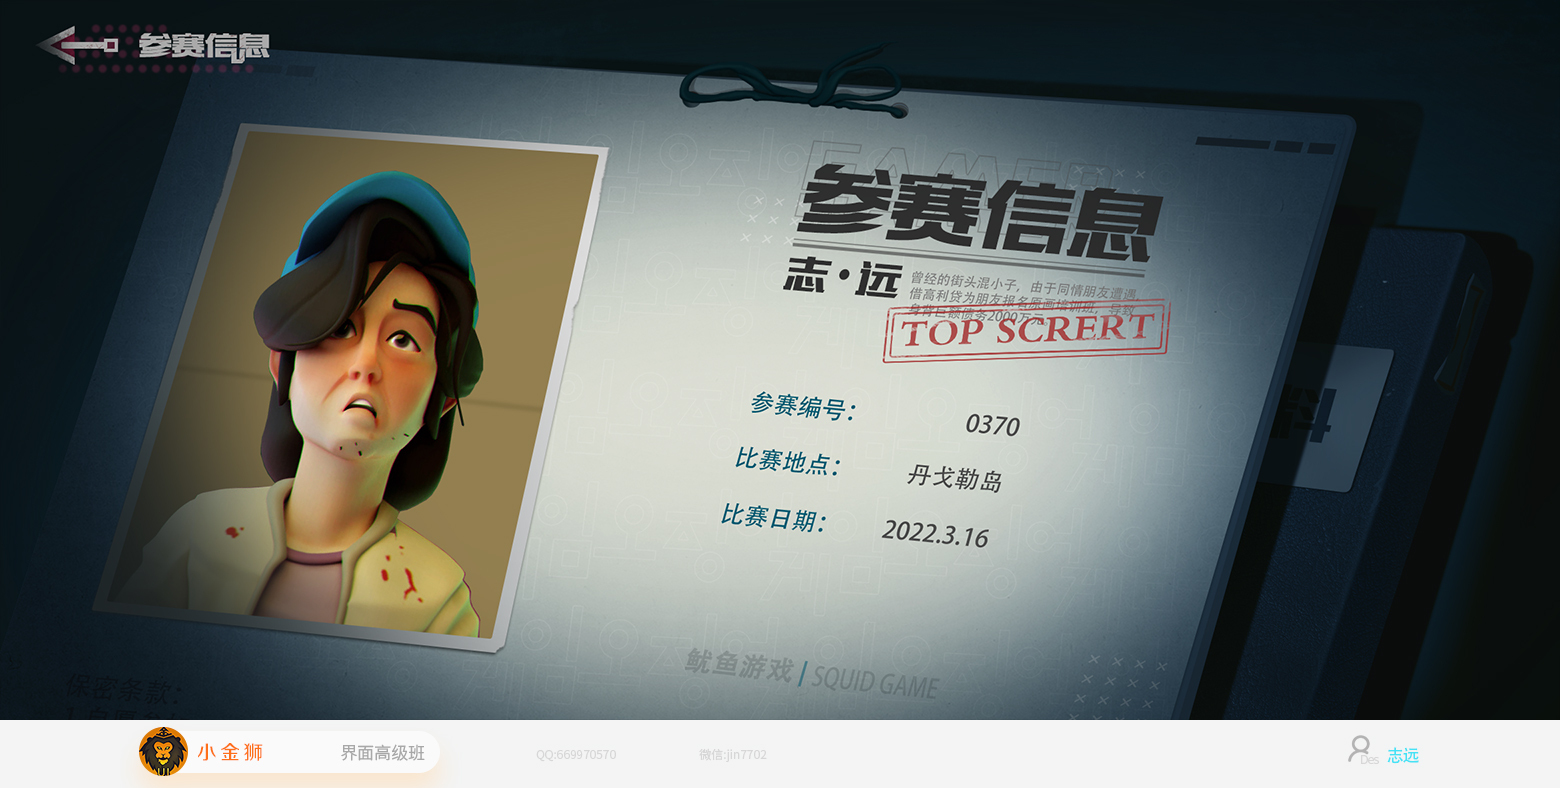 参赛信息
GAMER
参赛信息
志·远
曾经的街头混小子，由于同情朋友遭遇，
借高利贷为朋友报名原画培训班，导致
身背巨额债务2000万元。
TOP SCRERT
参赛编号：
0370
比赛地点：
丹戈勒岛
比赛日期：
2022.3.16
料
鱿鱼游戏 | SQUID GAME
保密条款：
小金狮
界面高级班
QQ:669970570
微信:jin7702
Des
志远